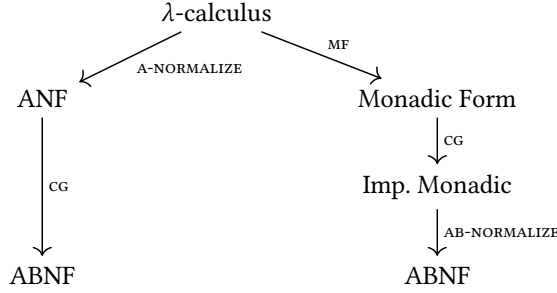 λ-calculus
A-NORMALIZE
MF
ANF
Monadic Form
CG
CG
Imp. Monadic
AB-NORMALIZE
ABNF
ABNF